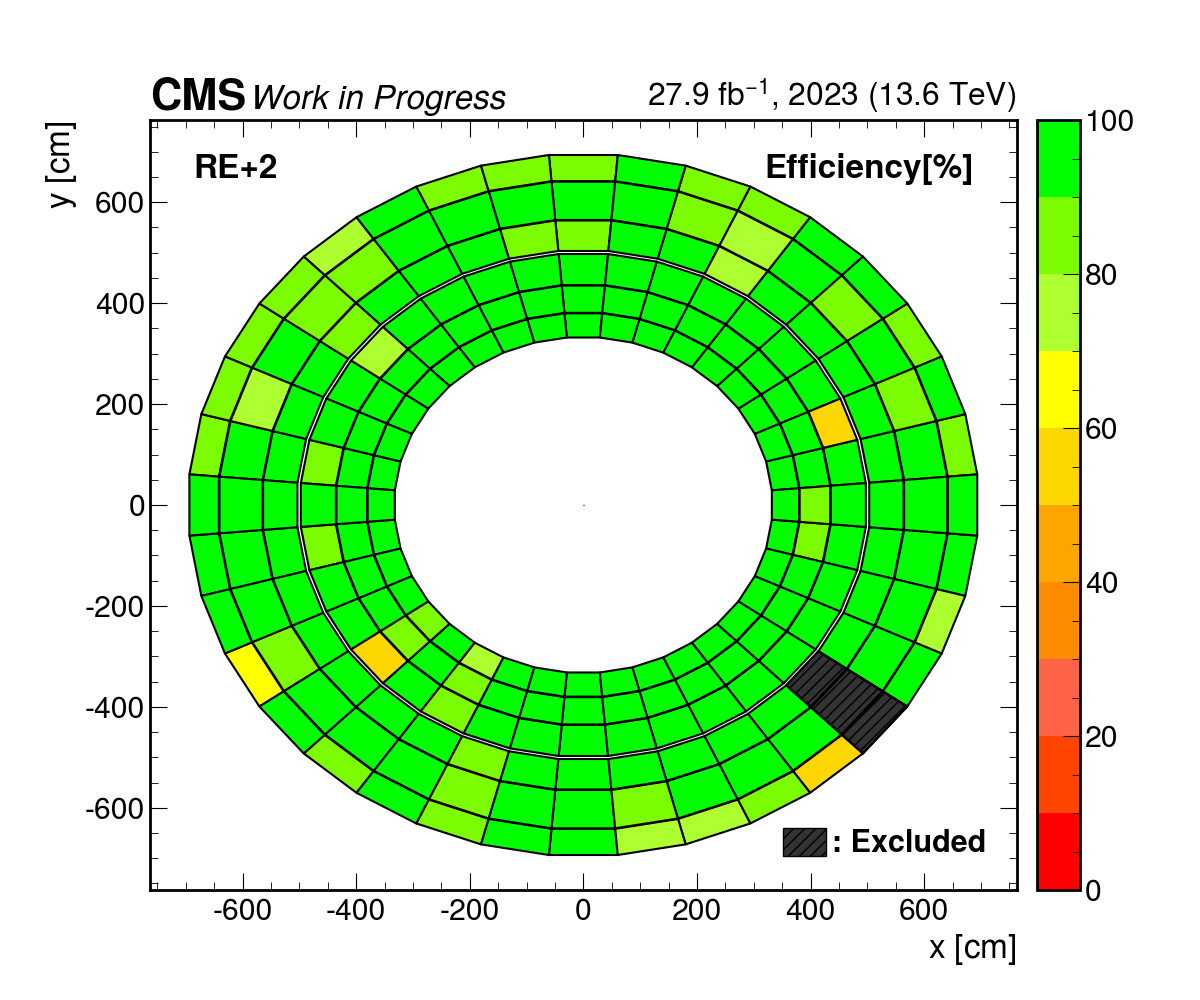 CMS Work in Progress 27.9 fb⁻¹, 2023 (13.6 TeV)
y [cm]
RE+2 Efficiency[%]
600
400
200
0
-200
-400
-600
100
80
60
40
20
0
: Excluded
-600 -400 -200 0 200 400 600
x [cm]